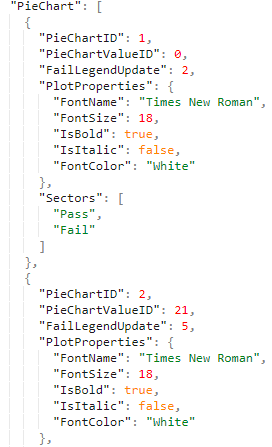 "PieChart": [
{
"PieChartID": 1,
"PieChartValueID": 0,
"FailLegendUpdate": 2,
"PlotProperties": {
"FontName": "Times New Roman",
"FontSize": 18,
"IsBold": true,
"IsItalic": false,
"FontColor": "White"
},
"Sectors": [
"Pass",
"Fail"
]
},
{
"PieChartID": 2,
"PieChartValueID": 21,
"FailLegendUpdate": 5,
"PlotProperties": {
"FontName": "Times New Roman",
"FontSize": 18,
"IsBold": true,
"IsItalic": false,
"FontColor": "White"
},